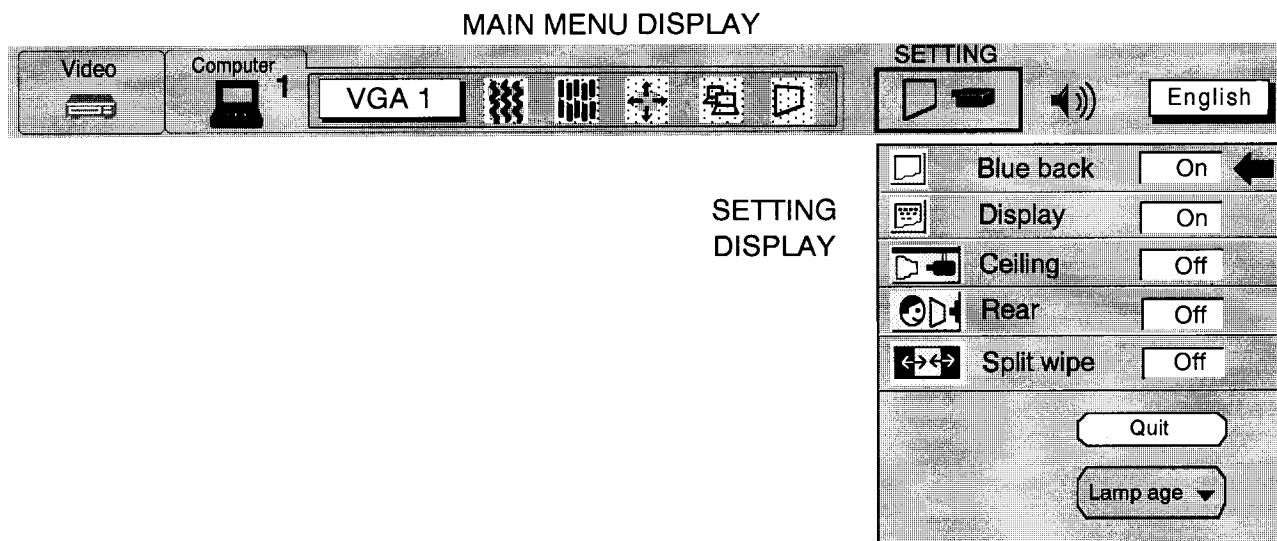 MAIN MENU DISPLAY
Video
Computer
1
VGA 1
SETTING
English
SETTING
DISPLAY
Blue back On
Display On
Ceiling Off
Rear Off
Split wipe Off
Quit
Lamp age